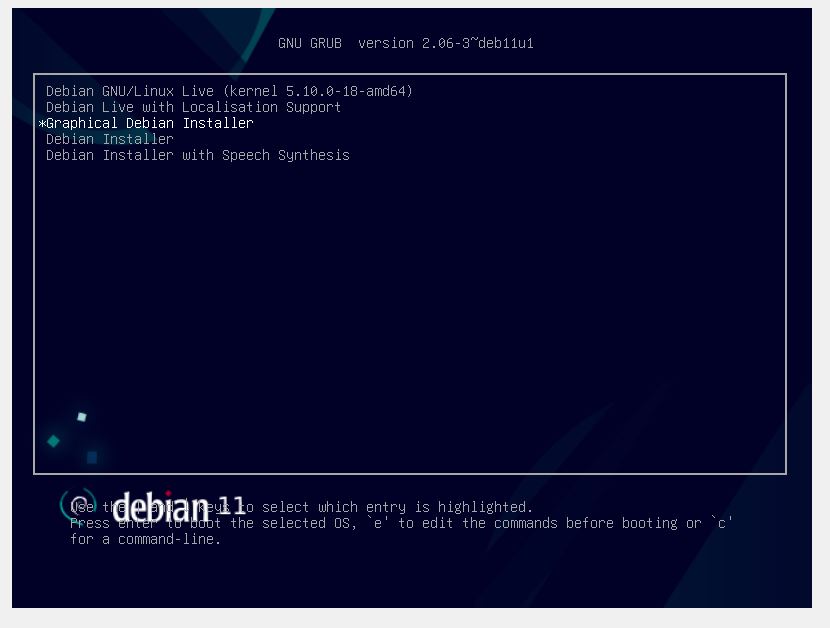 GNU GRUB  version 2.06-3~deb11u1
Debian GNU/Linux Live (kernel 5.10.0-18-amd64)
Debian Live with Localisation Support
*Graphical Debian Installer
Debian Installer
Debian Installer with Speech Synthesis
debian 11
Use the and keys to select which entry is highlighted.
Press enter to boot the selected OS, `e' to edit the commands before booting or `c'
for a command-line.